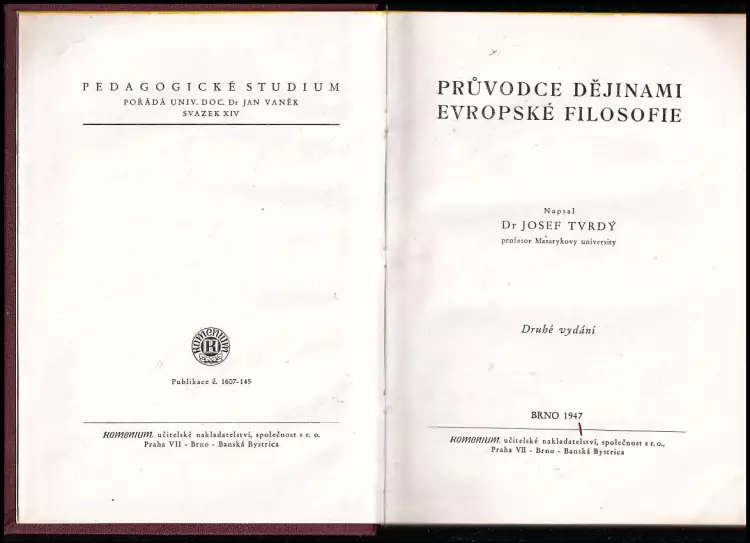 PEDAGOGICKÉ STUDIUM
POŘÁDÁ UNIV. DOC. Dr JAN VANĚK
SVAZEK XIV
KOMENIUM
K
Publikace č. 1607-145
KOMENIUM, učitelské nakladatelství, společnost s r. o.
Praha VII - Brno - Banská Bystrica
PRŮVODCE DĚJINAMI
EVROPSKÉ FILOSOFIE
Napsal
Dr JOSEF TVRDÝ
profesor Masarykovy university
Druhé vydání
BRNO 1947
KOMENIUM, učitelské nakladatelství, společnost s r. o.,
Praha VII - Brno - Banská Bystrica